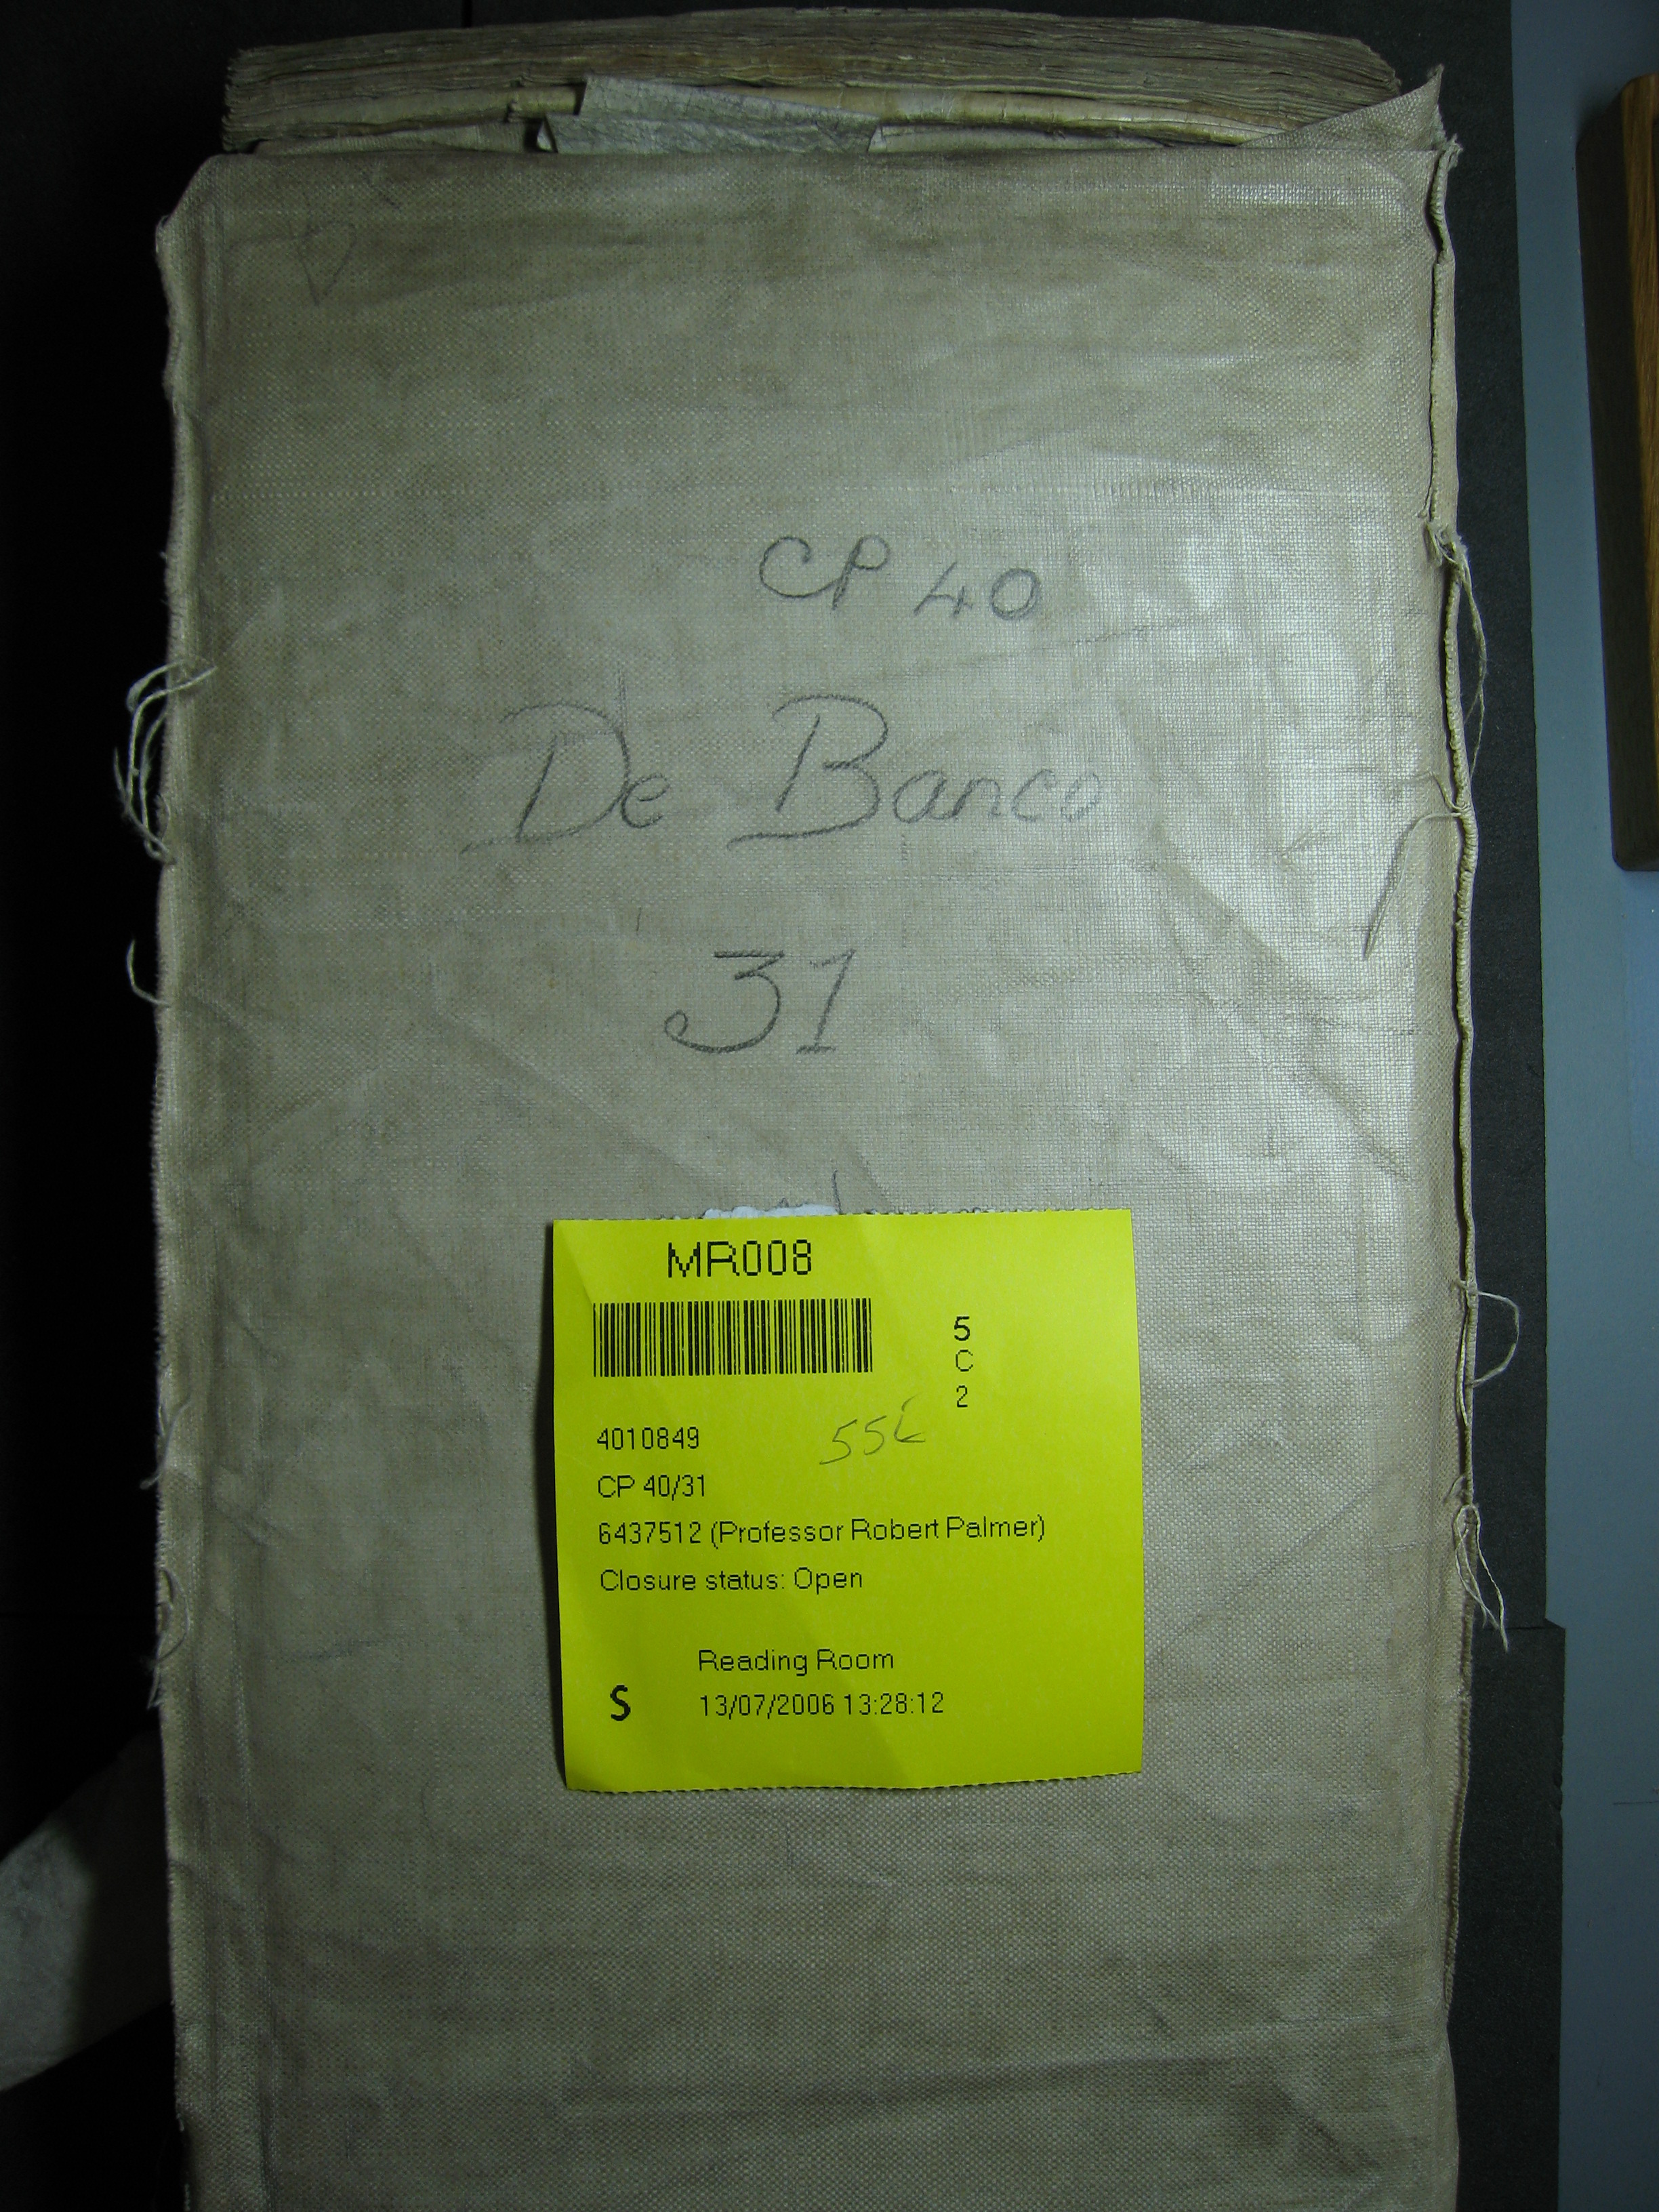 CP 40
De Banco
31
MR008
5
C
2
4010849
CP 40/31
6437512 (Professor Robert Palmer)
Closure status: Open
Reading Room
S 13/07/2006 13:28:12